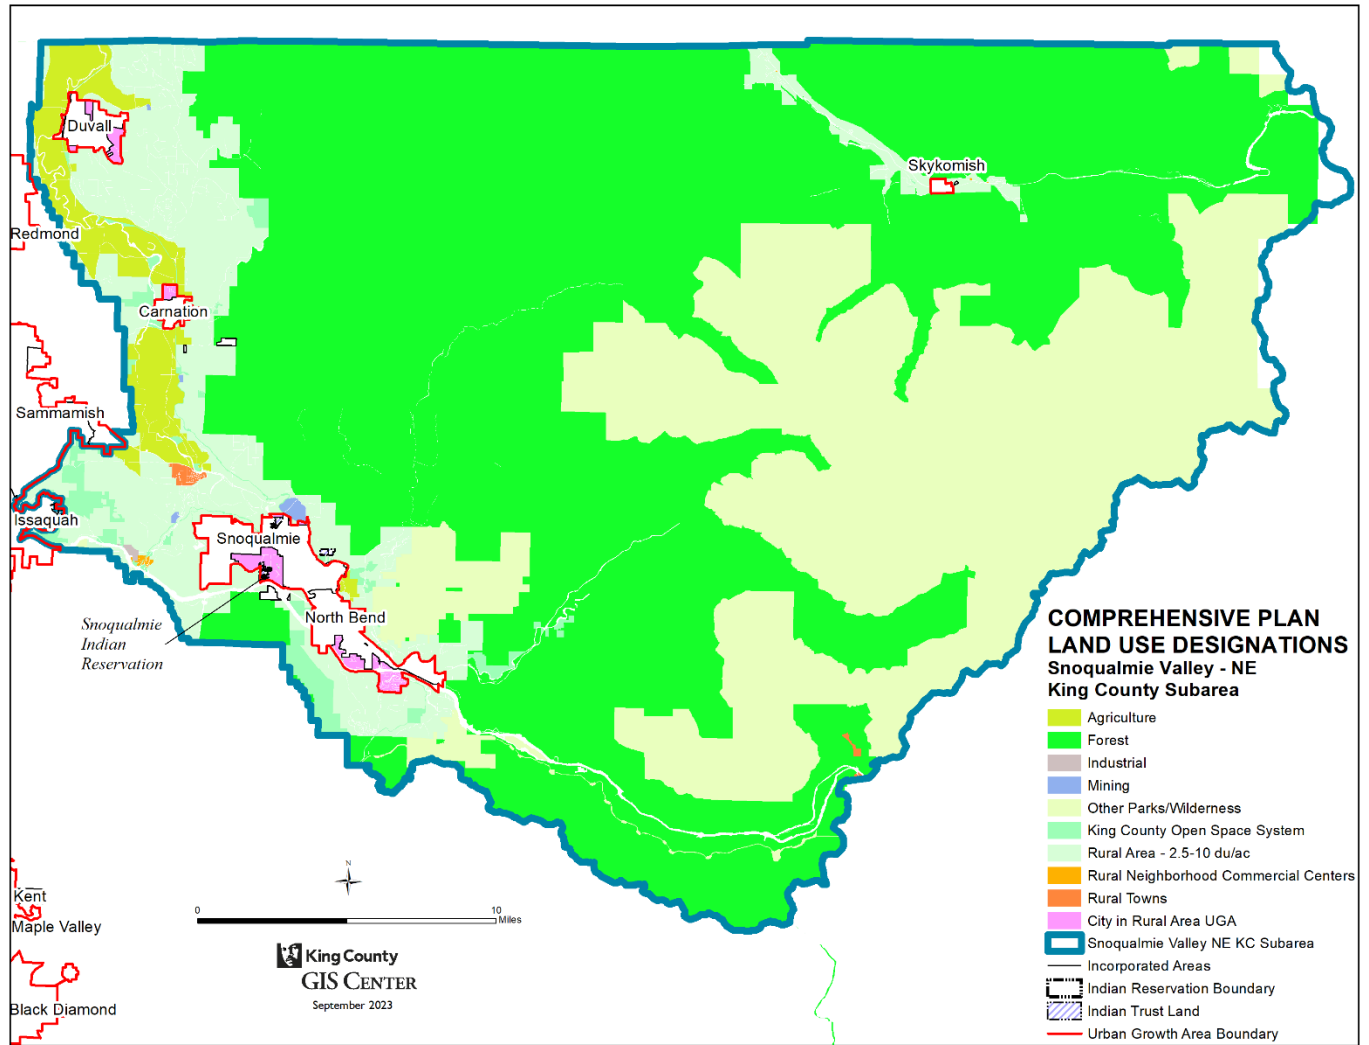 Duvall
Skykomish
Redmond
Carnation
Sammamish
Issaquah
Snoqualmie
North Bend
Snoqualmie
Indian
Reservation
COMPREHENSIVE PLAN
LAND USE DESIGNATIONS
Snoqualmie Valley - NE
King County Subarea
Agriculture
Forest
Industrial
Mining
Other Parks/Wilderness
King County Open Space System
Rural Area - 2.5-10 du/ac
Rural Neighborhood Commercial Centers
Rural Towns
City in Rural Area UGA
Snoqualmie Valley NE KC Subarea
Incorporated Areas
Indian Reservation Boundary
Indian Trust Land
Urban Growth Area Boundary
N
0 10
Miles
King County
GIS CENTER
September 2023
Kent
Maple Valley
Black Diamond